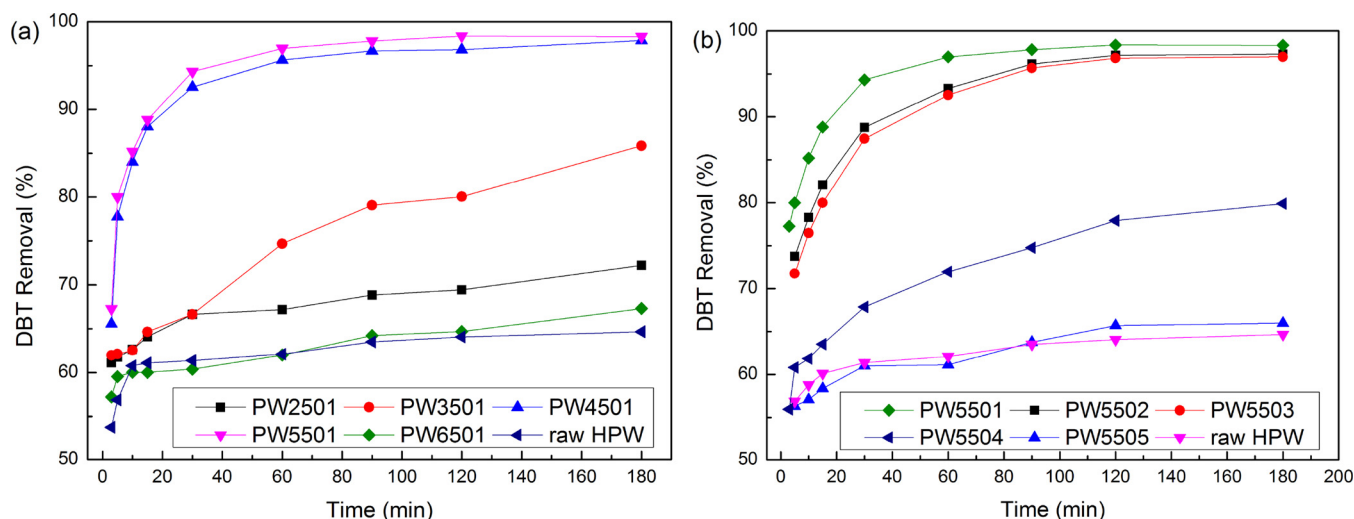 (a)
100
90
80
70
60
50
DBT Removal (%)
PW2501 PW3501 PW4501
PW5501 PW6501 raw HPW
0 20 40 60 80 100 120 140 160 180
Time (min)
(b)
100
90
80
70
60
50
DBT Removal (%)
PW5501 PW5502 PW5503
PW5504 PW5505 raw HPW
0 20 40 60 80 100 120 140 160 180 200
Time (min)